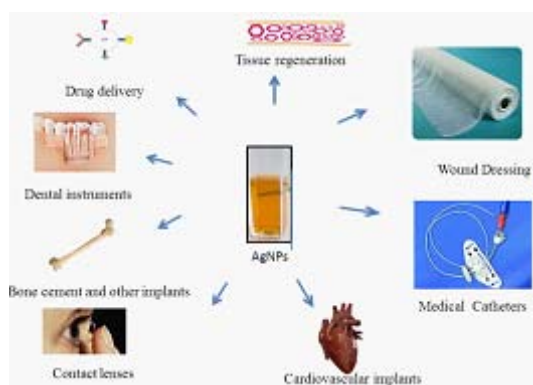 Tissue regeneration
Drug delivery
Wound Dressing
Dental instruments
AgNPs
Bone cement and other implants
Medical Catheters
Contact lenses
Cardiovascular implants